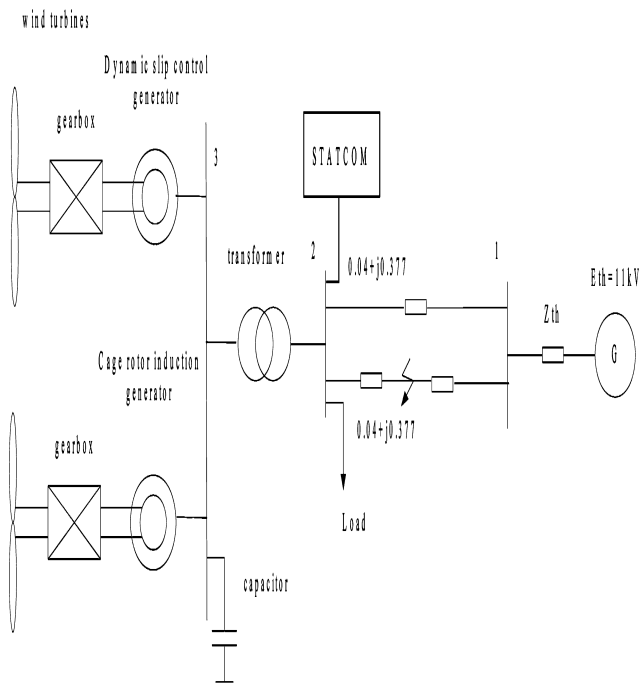 wind turbines
Dynamic slip control
generator
gearbox
3
STATCOM
transformer
2
0.04+j0.377
1
Eth=11kV
Zth
G
Cage rotor induction
generator
0.04+j0.377
gearbox
Load
capacitor